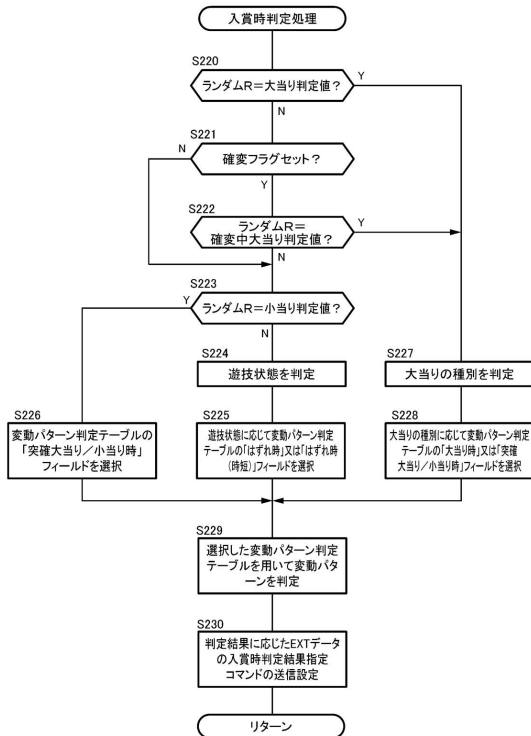 入賞時判定処理
S220
ランダムR=大当り判定値?
Y
N
S221
N
確変フラグセット?
Y
S222
ランダムR=
確変中大当り判定値?
Y
N
S223
Y
ランダムR=小当り判定値?
N
S224
遊技状態を判定
S227
大当りの種別を判定
S226
変動パターン判定テーブルの
「突確大当り/小当り時」
フィールドを選択
S225
遊技状態に応じて変動パターン判定
テーブルの「はずれ時」又は「はずれ時
(時短)」フィールドを選択
S228
大当りの種別に応じて変動パターン判定
テーブルの「大当り時」又は「突確
大当り/小当り時」フィールドを選択
S229
選択した変動パターン判定
テーブルを用いて変動パタ
ーンを判定
S230
判定結果に応じたEXTデータ
の入賞時判定結果指定
コマンドの送信設定
リターン